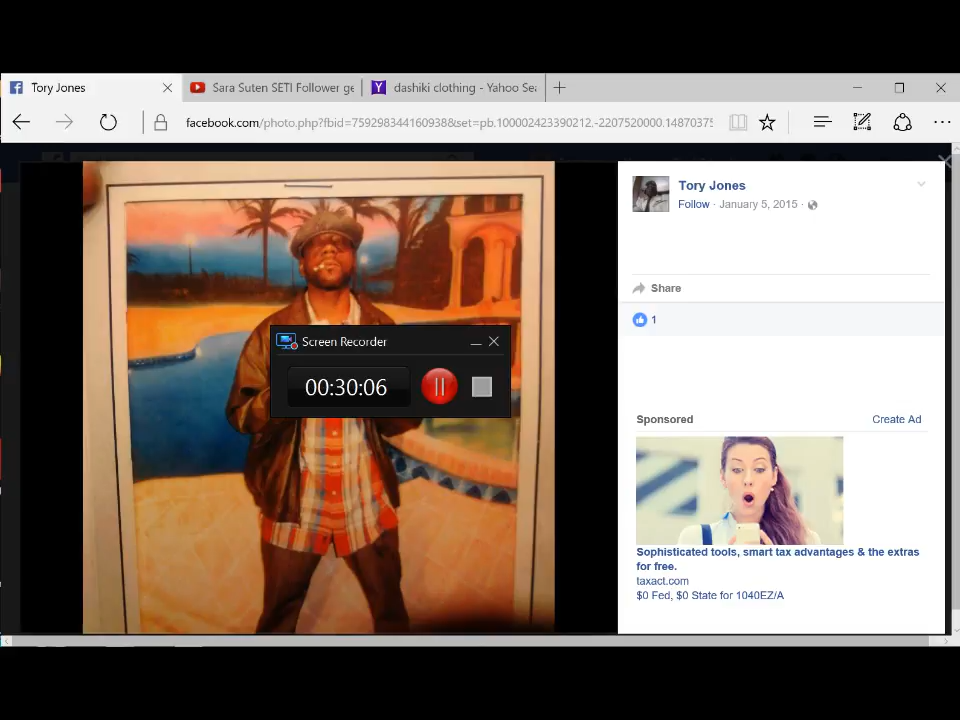 Tory Jones
Sara Suten SETI Follower ge
dashiki clothing - Yahoo Sea
facebook.com/photo.php?fbid=759298344160938&set=pb.100002423390212.-2207520000.14870375
Tory Jones
Follow · January 5, 2015 ·
Screen Recorder
00:30:06
Share
1
Sponsored
Create Ad
Sophisticated tools, smart tax advantages & the extras
for free.
taxact.com
$0 Fed, $0 State for 1040EZ/A